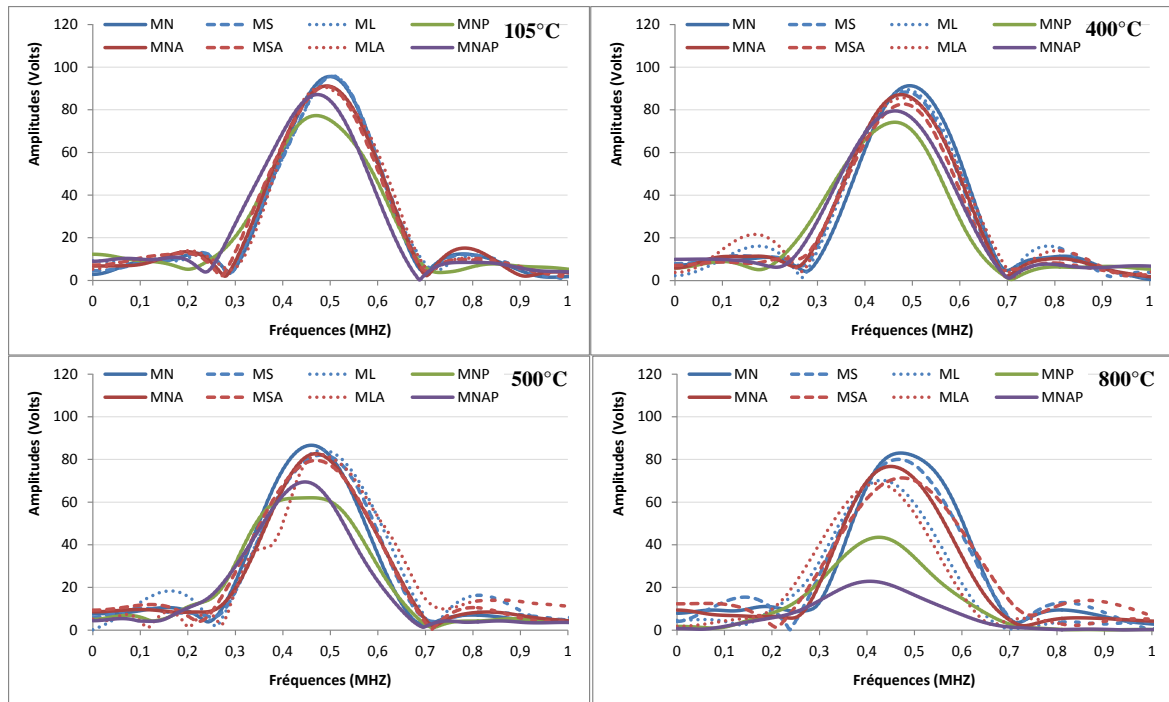 120
100
80
60
40
20
0
Amplitudes (Volts)
MN MS ML MNP
MNA MSA MLA MNAP
105°C
0 0,1 0,2 0,3 0,4 0,5 0,6 0,7 0,8 0,9 1
Fréquences (MHZ)
120
100
80
60
40
20
0
Amplitudes (Volts)
MN MS ML MNP
MNA MSA MLA MNAP
400°C
0 0,1 0,2 0,3 0,4 0,5 0,6 0,7 0,8 0,9 1
Fréquences (MHZ)
120
100
80
60
40
20
0
Amplitudes (Volts)
MN MS ML MNP
MNA MSA MLA MNAP
500°C
0 0,1 0,2 0,3 0,4 0,5 0,6 0,7 0,8 0,9 1
Fréquences (MHZ)
120
100
80
60
40
20
0
Amplitudes (Volts)
MN MS ML MNP
MNA MSA MLA MNAP
800°C
0 0,1 0,2 0,3 0,4 0,5 0,6 0,7 0,8 0,9 1
Fréquences (MHZ)